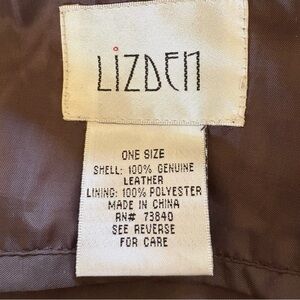 LiZDEN
ONE SIZE
SHELL: 100% GENUINE
LEATHER
LINING: 100% POLYESTER
MADE IN CHINA
RN# 73840
SEE REVERSE
FOR CARE